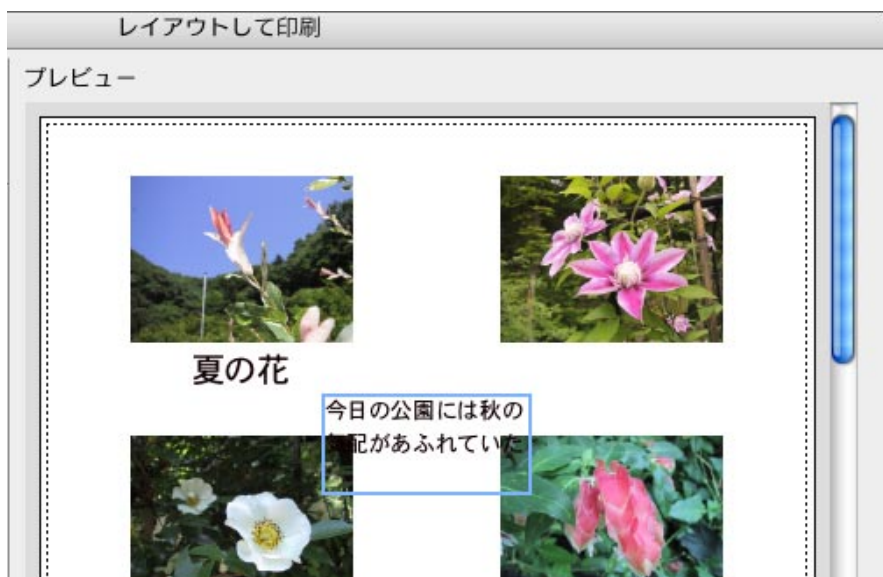 レイアウトして印刷
プレビュー
夏の花
今日の公園には秋の
気配があふれていた